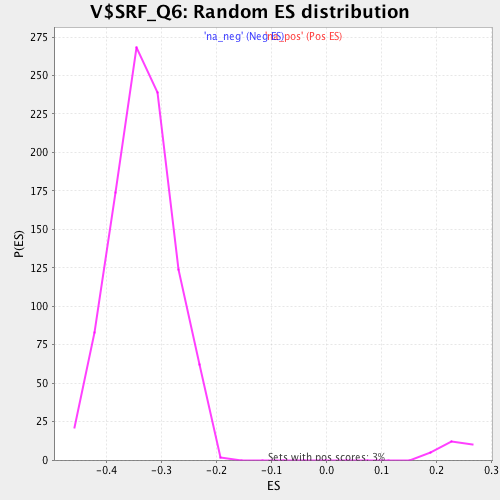 V$SRF_Q6: Random ES distribution
'na_neg' (Neg ES)
'na_pos' (Pos ES)
275
250
225
200
175
150
125
100
75
50
25
0
P(ES)
Sets with pos scores: 3%
-0.4 -0.3 -0.2 -0.1 0.0 0.1 0.2 0.3
ES